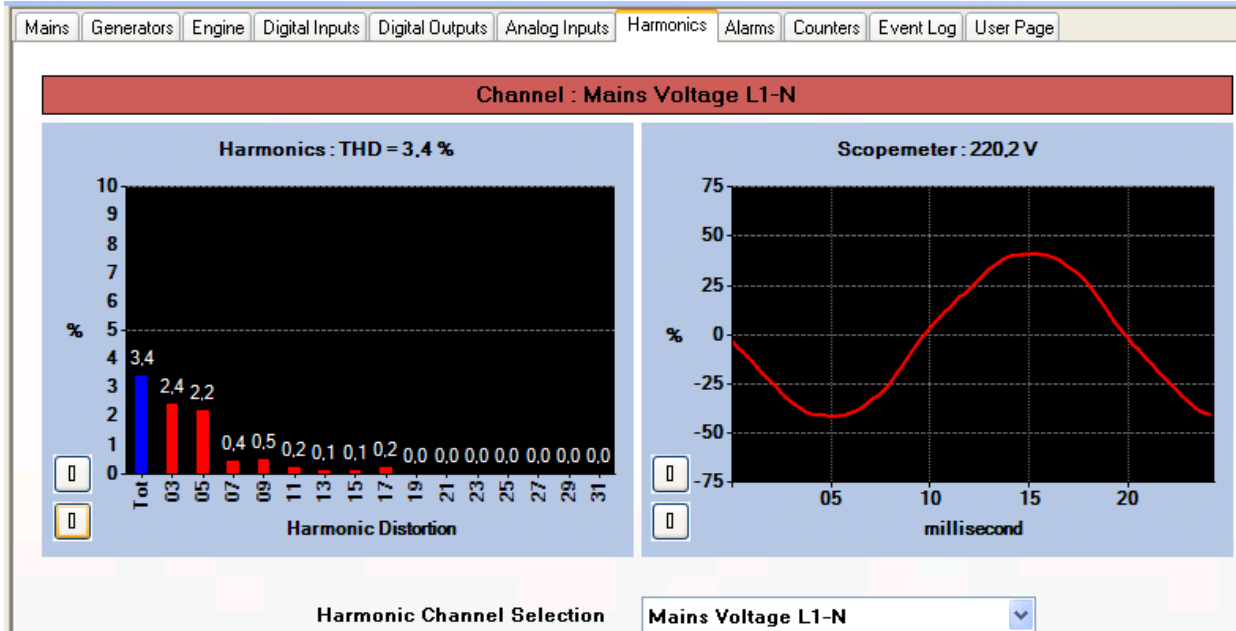 Mains Generators Engine Digital Inputs Digital Outputs Analog Inputs Harmonics Alarms Counters Event Log User Page
Channel : Mains Voltage L1-N
Harmonics : THD = 3,4 %
10
9
8
7
6
5
4
3
2
1
0
%
3,4 2,4 2,2 0,4 0,5 0,2 0,1 0,1 0,2 0,0 0,0 0,0 0,0 0,0 0,0 0,0
Tot 03 05 07 09 11 13 15 17 19 21 23 25 27 29 31
Harmonic Distortion
Scopemeter : 220,2 V
75
50
25
0
-25
-50
-75
%
05 10 15 20
millisecond
Harmonic Channel Selection Mains Voltage L1-N